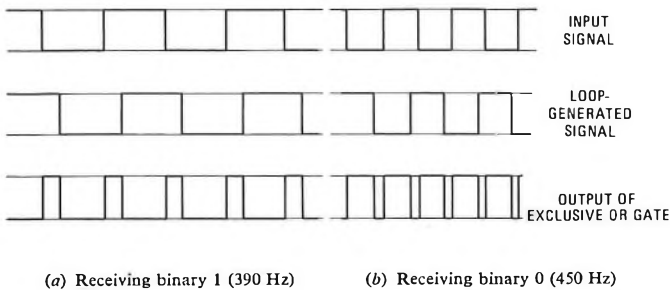 INPUT
SIGNAL
LOOP-
GENERATED
SIGNAL
OUTPUT OF
EXCLUSIVE OR GATE
(a) Receiving binary 1 (390 Hz)
(b) Receiving binary 0 (450 Hz)